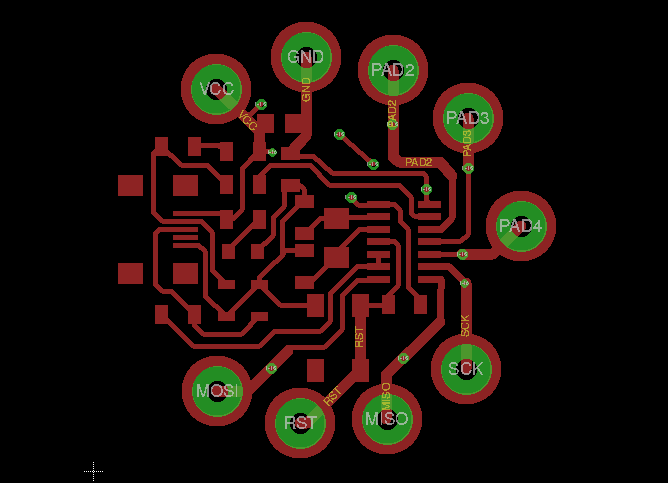 GND
VCC
PAD2
GND
PAD3
VCC
PAD2
PAD3
PAD2
PAD4
SCK
RST
SCK
MOSI
RST
MISO
RST
MISO